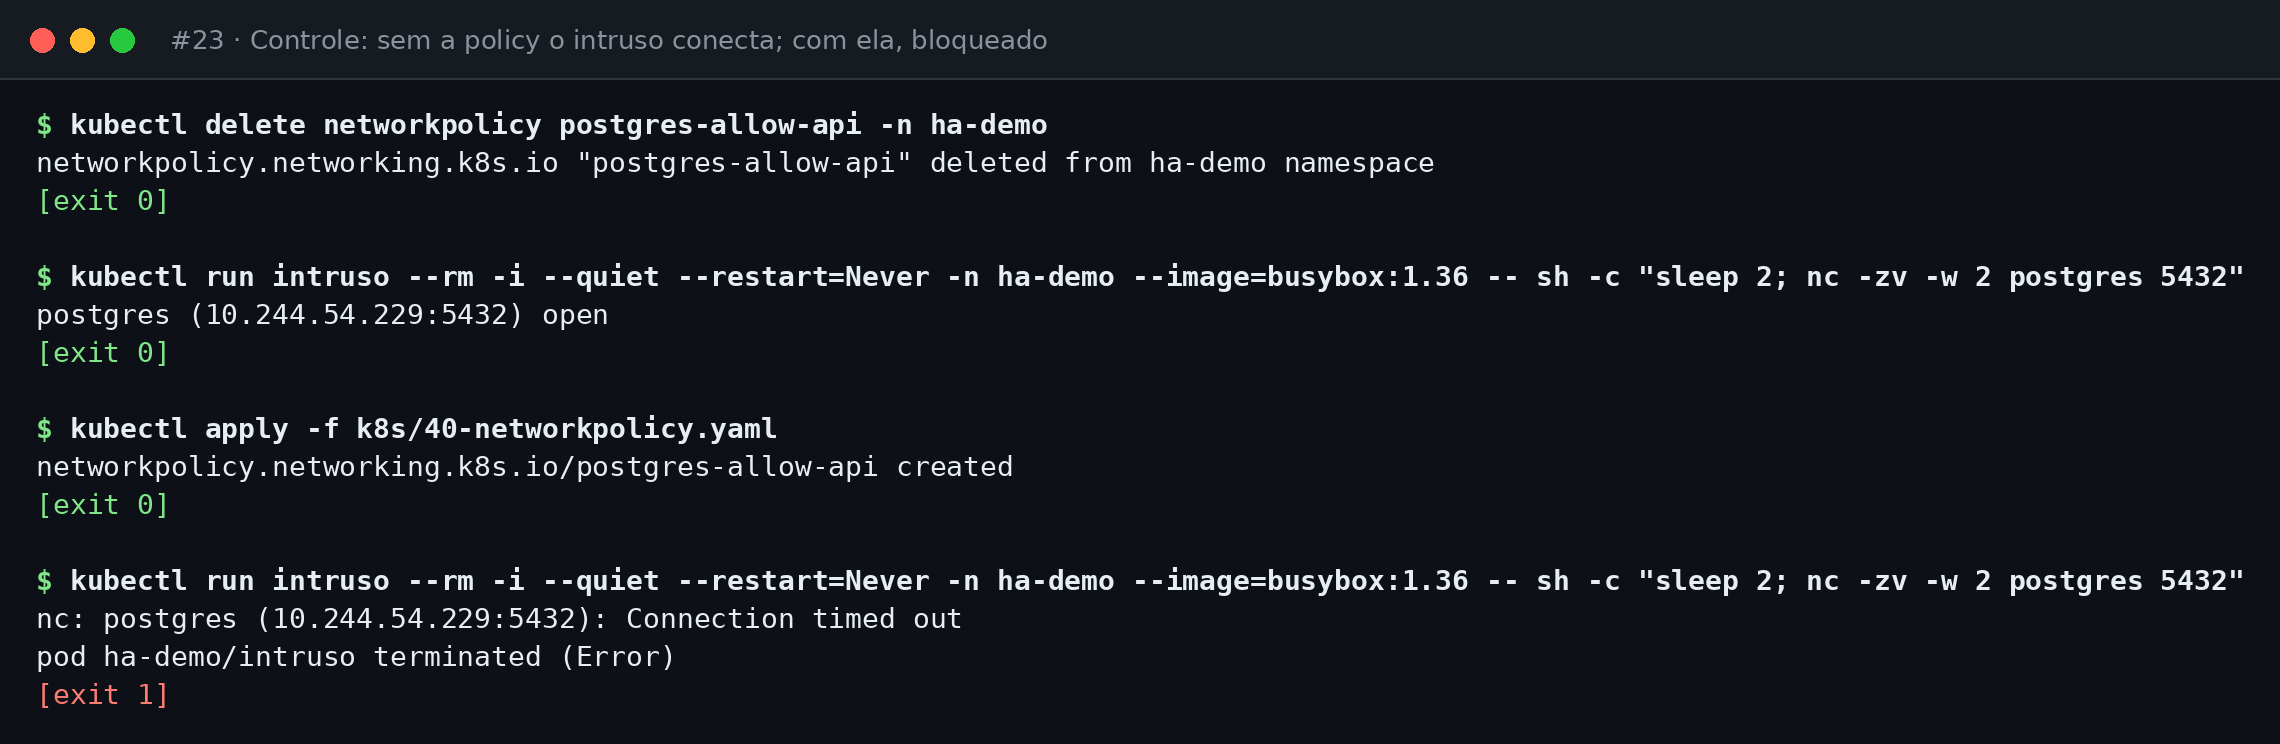 #23 · Controle: sem a policy o intruso conecta; com ela, bloqueado
$ kubectl delete networkpolicy postgres-allow-api -n ha-demo
networkpolicy.networking.k8s.io "postgres-allow-api" deleted from ha-demo namespace
[exit 0]
$ kubectl run intruso --rm -i --quiet --restart=Never -n ha-demo --image=busybox:1.36 -- sh -c "sleep 2; nc -zv -w 2 postgres 5432"
postgres (10.244.54.229:5432) open
[exit 0]
$ kubectl apply -f k8s/40-networkpolicy.yaml
networkpolicy.networking.k8s.io/postgres-allow-api created
[exit 0]
$ kubectl run intruso --rm -i --quiet --restart=Never -n ha-demo --image=busybox:1.36 -- sh -c "sleep 2; nc -zv -w 2 postgres 5432"
nc: postgres (10.244.54.229:5432): Connection timed out
pod ha-demo/intruso terminated (Error)
[exit 1]